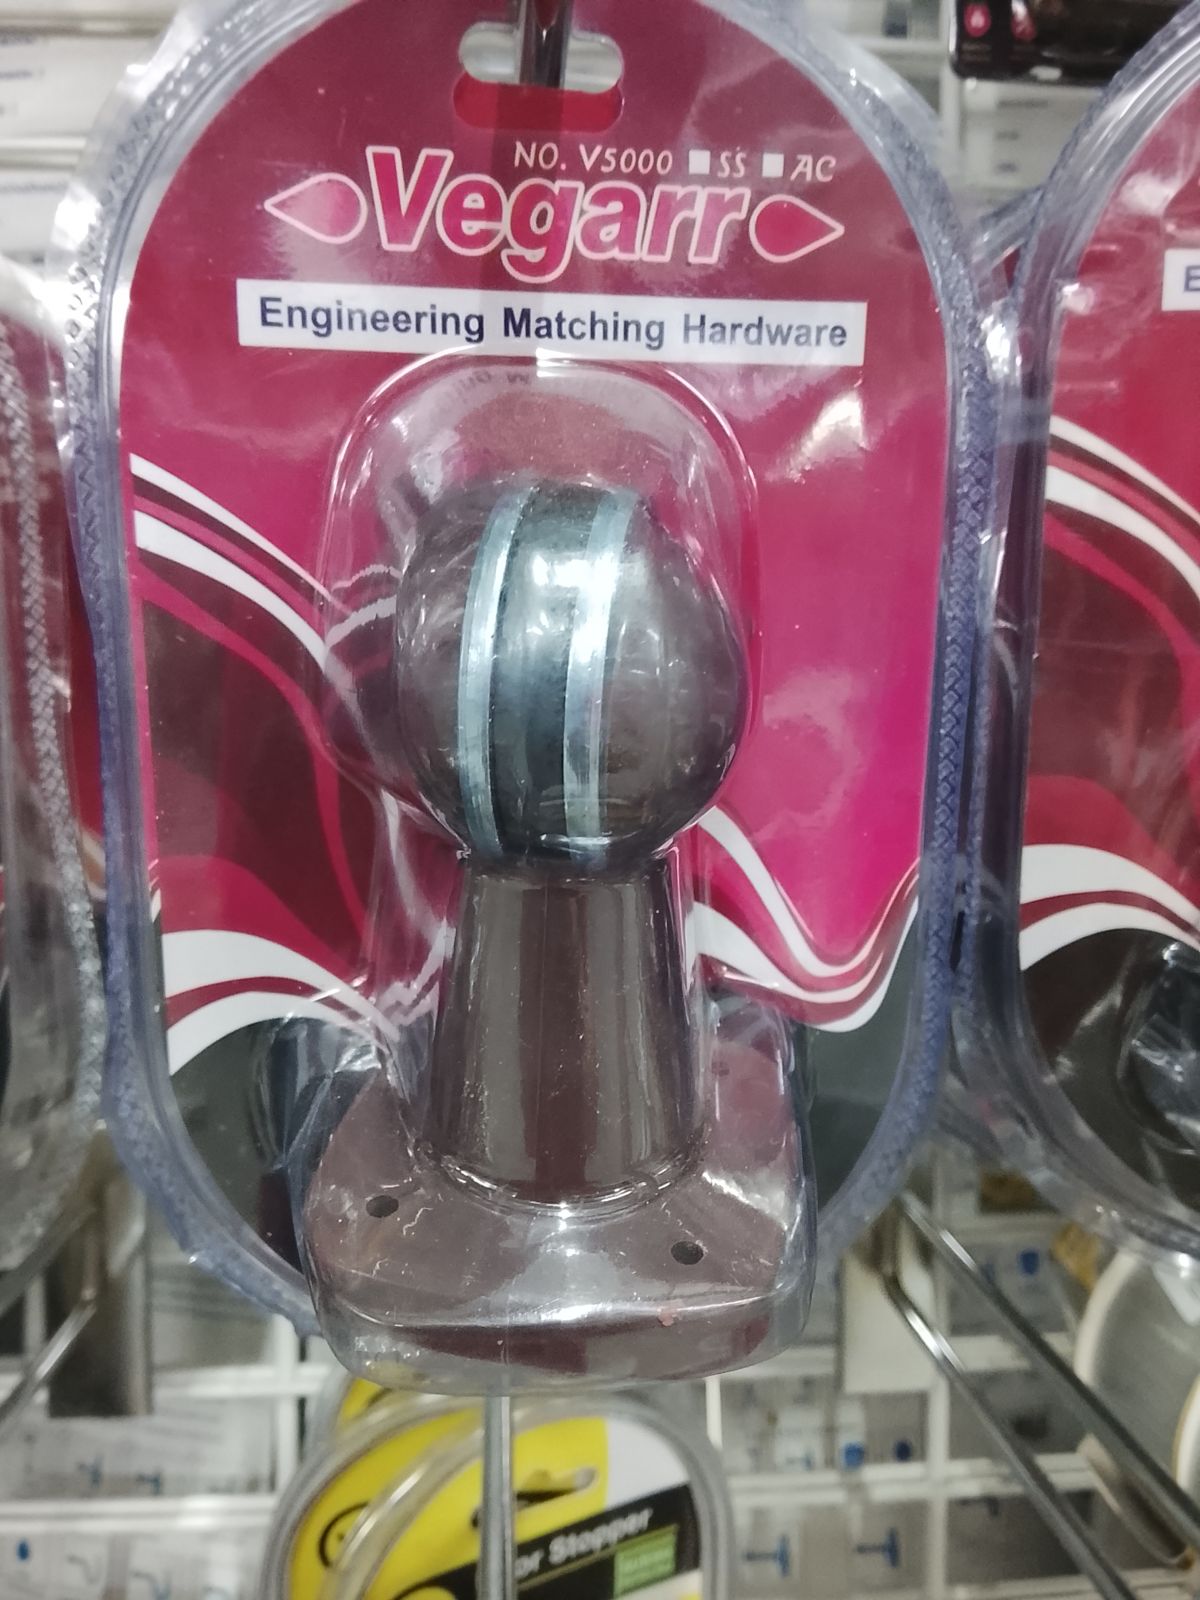 NO. V5000 ■ SS ■ AC
Vegarr
Engineering Matching Hardware
E
Stopper